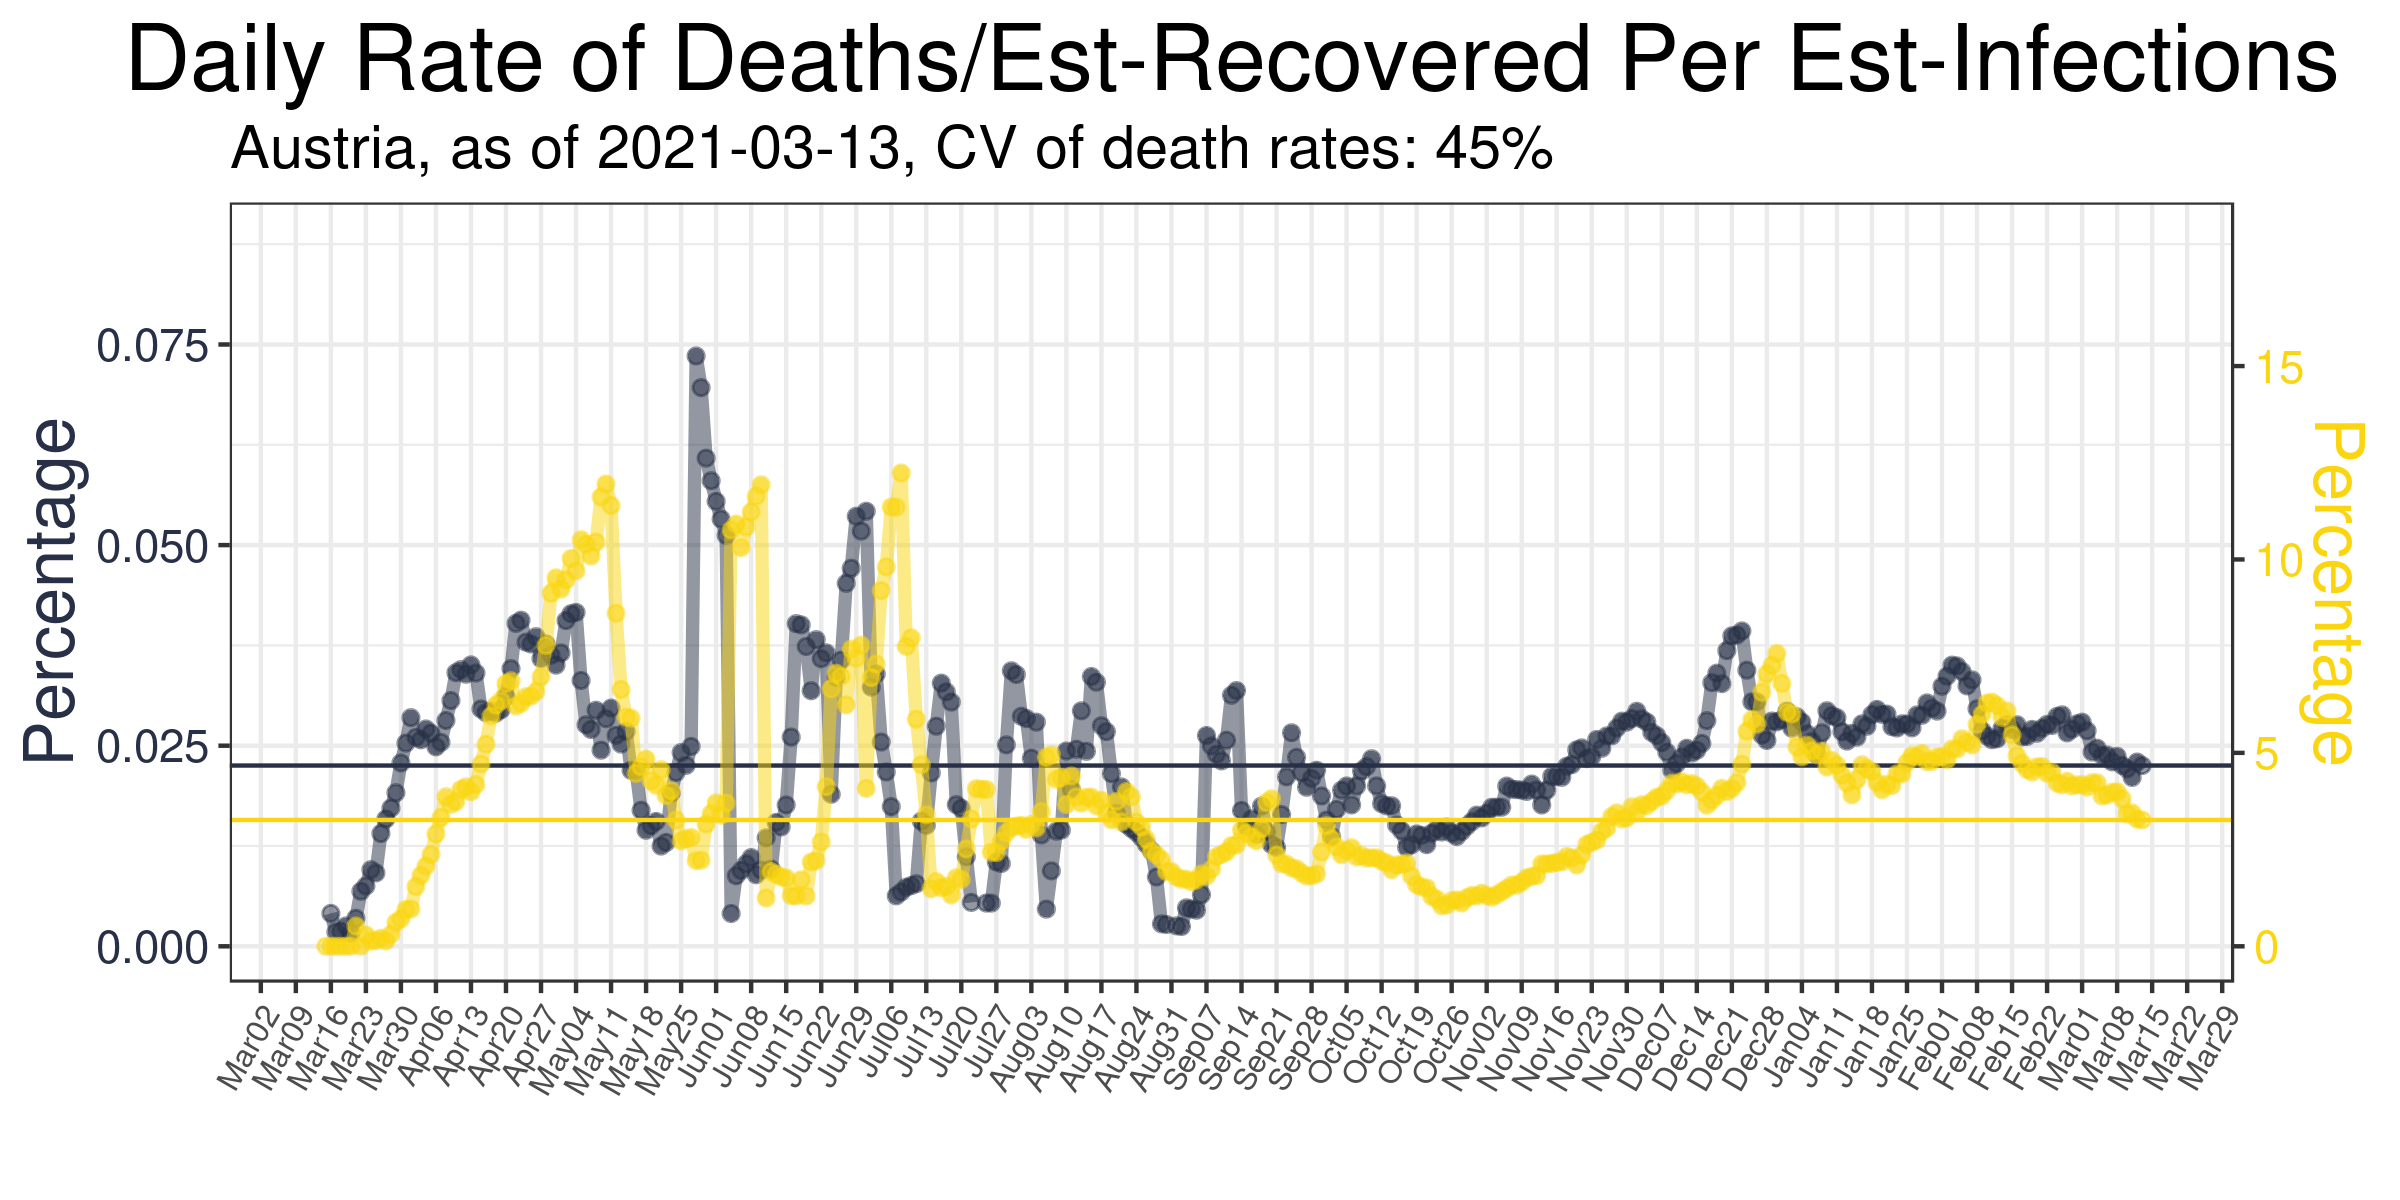 Daily Rate of Deaths/Est-Recovered Per Est-Infections
Austria, as of 2021-03-13, CV of death rates: 45%
Percentage
0.075
0.050
0.025
0.000
15
10
5
0
Percentage
Mar02
Mar09
Mar16
Mar23
Mar30
Apr06
Apr13
Apr20
Apr27
May04
May11
May18
May25
Jun01
Jun08
Jun15
Jun22
Jun29
Jul06
Jul13
Jul20
Jul27
Aug03
Aug10
Aug17
Aug24
Aug31
Sep07
Sep14
Sep21
Sep28
Oct05
Oct12
Oct19
Oct26
Nov02
Nov09
Nov16
Nov23
Nov30
Dec07
Dec14
Dec21
Dec28
Jan04
Jan11
Jan18
Jan25
Feb01
Feb08
Feb15
Feb22
Mar01
Mar08
Mar15
Mar22
Mar29